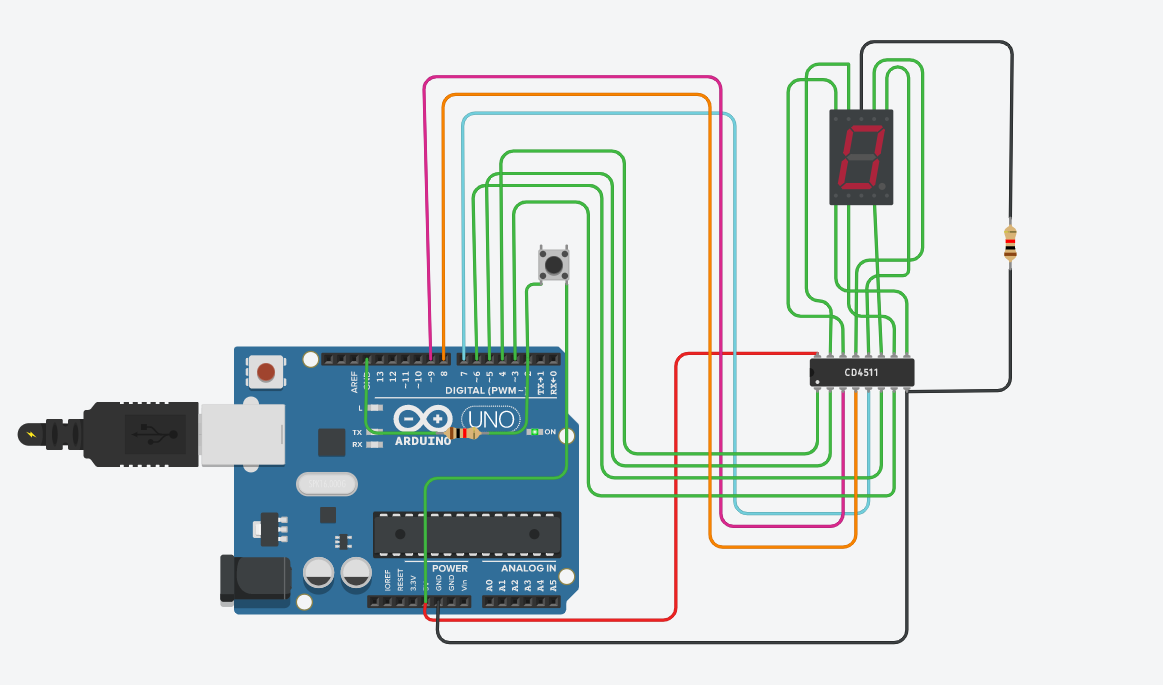 AREF
GND
13
12
~11
~10
~9
8
7
~6
~5
4
~3
2
TX→1
RX←0
DIGITAL (PWM ~)
L
TX
RX
UNO
ON
ARDUINO
CD4511
POWER
ANALOG IN
IOREF
RESET
3.3V
GND
GND
Vin
A0
A1
A2
A3
A4
A5